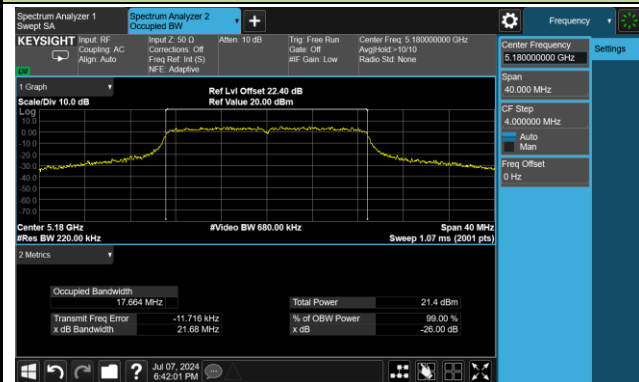 Spectrum Analyzer 1
Swept SA
Spectrum Analyzer 2
Occupied BW
+
Frequency
KEYSIGHT
Input: RF
Coupling: AC
Align: Auto
Input Z: 50 Ω
Corrections: Off
Freq Ref: Int (S)
NFE: Adaptive
Atten: 10 dB
Trig: Free Run
Gate: Off
#IF Gain: Low
Center Freq: 5.180000000 GHz
Avg|Hold:>10/10
Radio Std: None
Center Frequency
5.180000000 GHz
Settings
Span
40.000 MHz
CF Step
4.000000 MHz
Auto
Man
Freq Offset
0 Hz
1 Graph
Scale/Div 10.0 dB
Ref Lvl Offset 22.40 dB
Ref Value 20.00 dBm
Log
10.0
0.00
-10.0
-20.0
-30.0
-40.0
-50.0
-60.0
-70.0
Center 5.18 GHz
#Res BW 220.00 kHz
#Video BW 680.00 kHz
Span 40 MHz
Sweep 1.07 ms (2001 pts)
2 Metrics
Occupied Bandwidth
17.664 MHz
Total Power
21.4 dBm
Transmit Freq Error
-11.716 kHz
% of OBW Power
99.00 %
x dB Bandwidth
21.68 MHz
x dB
-26.00 dB
?
Jul 07, 2024
6:42:01 PM